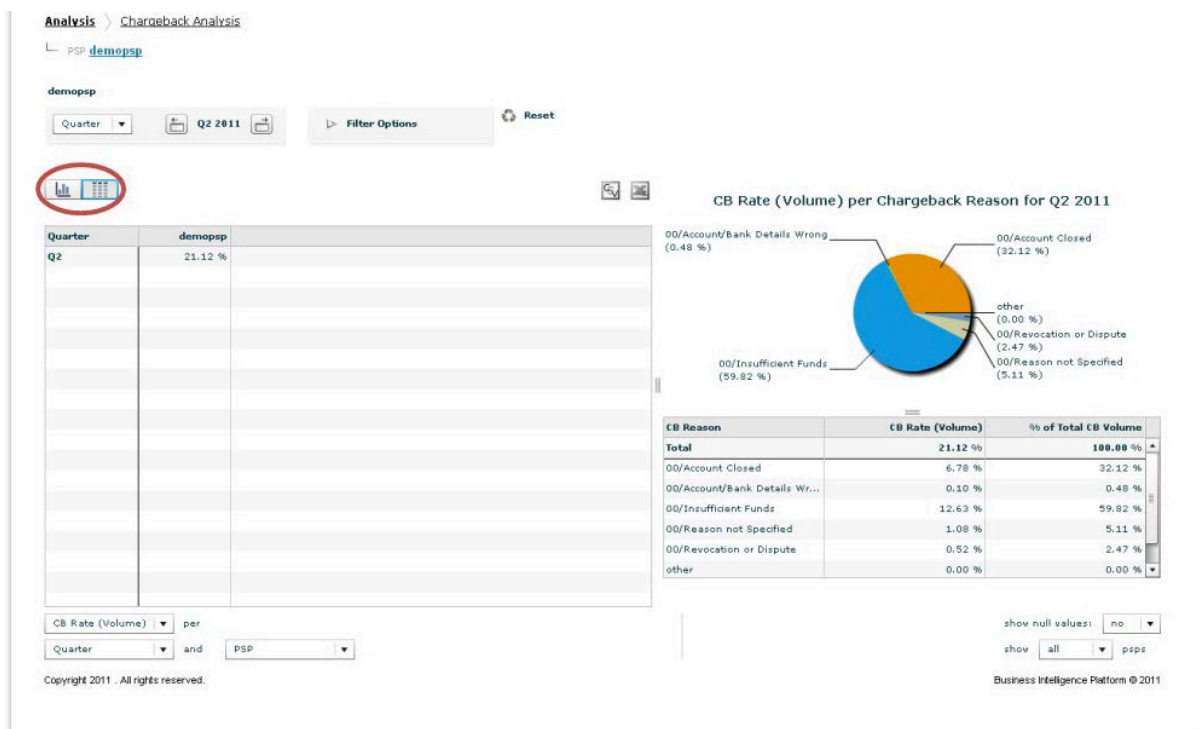 Analysis Chargeback Analysis
PSP demopsp
demopsp
Quarter Q2 2011 Filter Options Reset
CSV
CB Rate (Volume) per Chargeback Reason for Q2 2011
Quarter demopsp
Q2 21.12 %
00/Account/Bank Details Wrong
(0.48 %)
00/Account Closed
(32.12 %)
other
(0.00 %)
00/Revocation or Dispute
(2.47 %)
00/Reason not Specified
(5.11 %)
00/Insufficient Funds
(59.82 %)
CB Reason CB Rate (Volume) % of Total CB Volume
Total 21.12 % 100.00 %
00/Account Closed 6.78 % 32.12 %
00/Account/Bank Details Wr... 0.10 % 0.48 %
00/Insufficient Funds 12.63 % 59.82 %
00/Reason not Specified 1.08 % 5.11 %
00/Revocation or Dispute 0.52 % 2.47 %
other 0.00 % 0.00 %
CB Rate (Volume) per
Quarter and PSP
show null values: no
show all psps
Copyright 2011 . All rights reserved.
Business Intelligence Platform © 2011